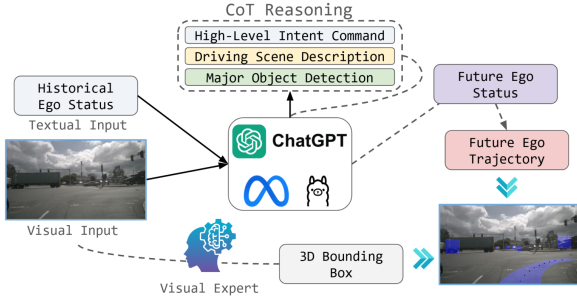 CoT Reasoning
High-Level Intent Command
Driving Scene Description
Major Object Detection
Historical
Ego Status
Textual Input
Visual Input
ChatGPT
Future Ego
Status
Future Ego
Trajectory
Visual Expert
3D Bounding
Box